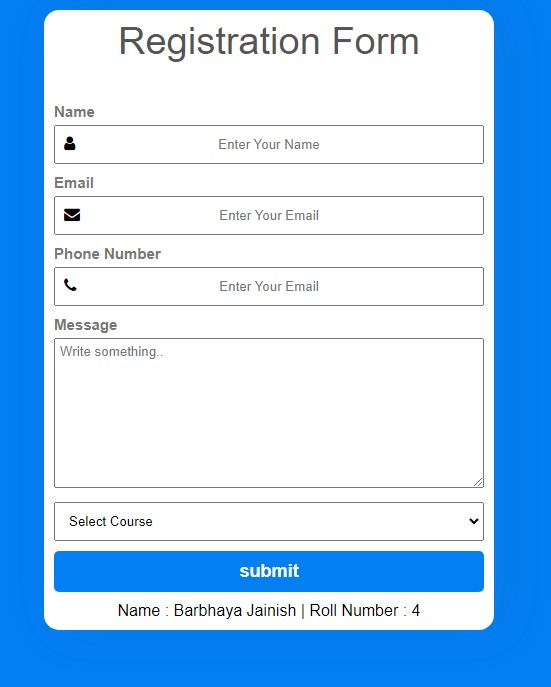 Registration Form
Name
Enter Your Name
Email
Enter Your Email
Phone Number
Enter Your Email
Message
Write something..
Select Course
submit
Name : Barbhaya Jainish | Roll Number : 4